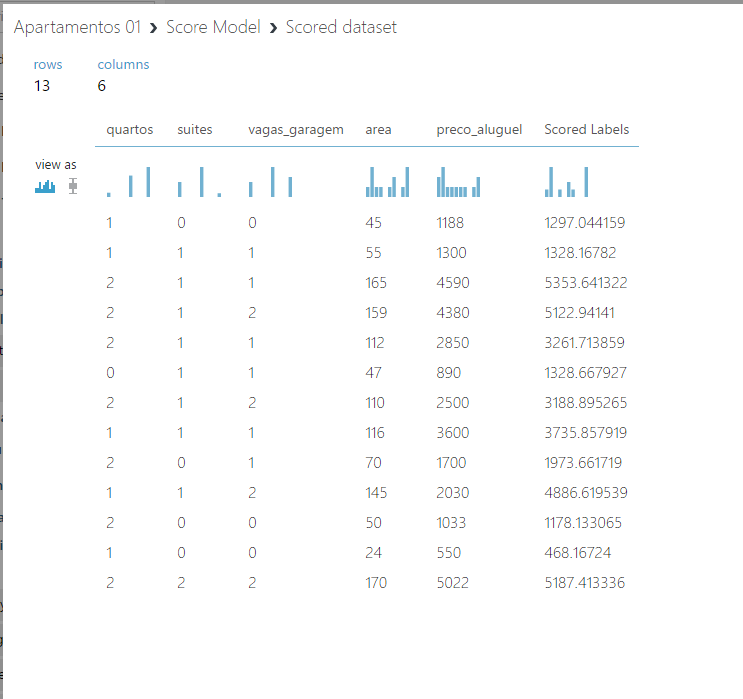 Apartamentos 01 › Score Model › Scored dataset
rows columns
13 6
quartos suites vagas_garagem area preco_aluguel Scored Labels
view as
1 0 0 45 1188 1297.044159
1 1 1 55 1300 1328.16782
2 1 1 165 4590 5353.641322
2 1 2 159 4380 5122.94141
2 1 1 112 2850 3261.713859
0 1 1 47 890 1328.667927
2 1 2 110 2500 3188.895265
1 1 1 116 3600 3735.857919
2 0 1 70 1700 1973.661719
1 1 2 145 2030 4886.619539
2 0 0 50 1033 1178.133065
1 0 0 24 550 468.16724
2 2 2 170 5022 5187.413336